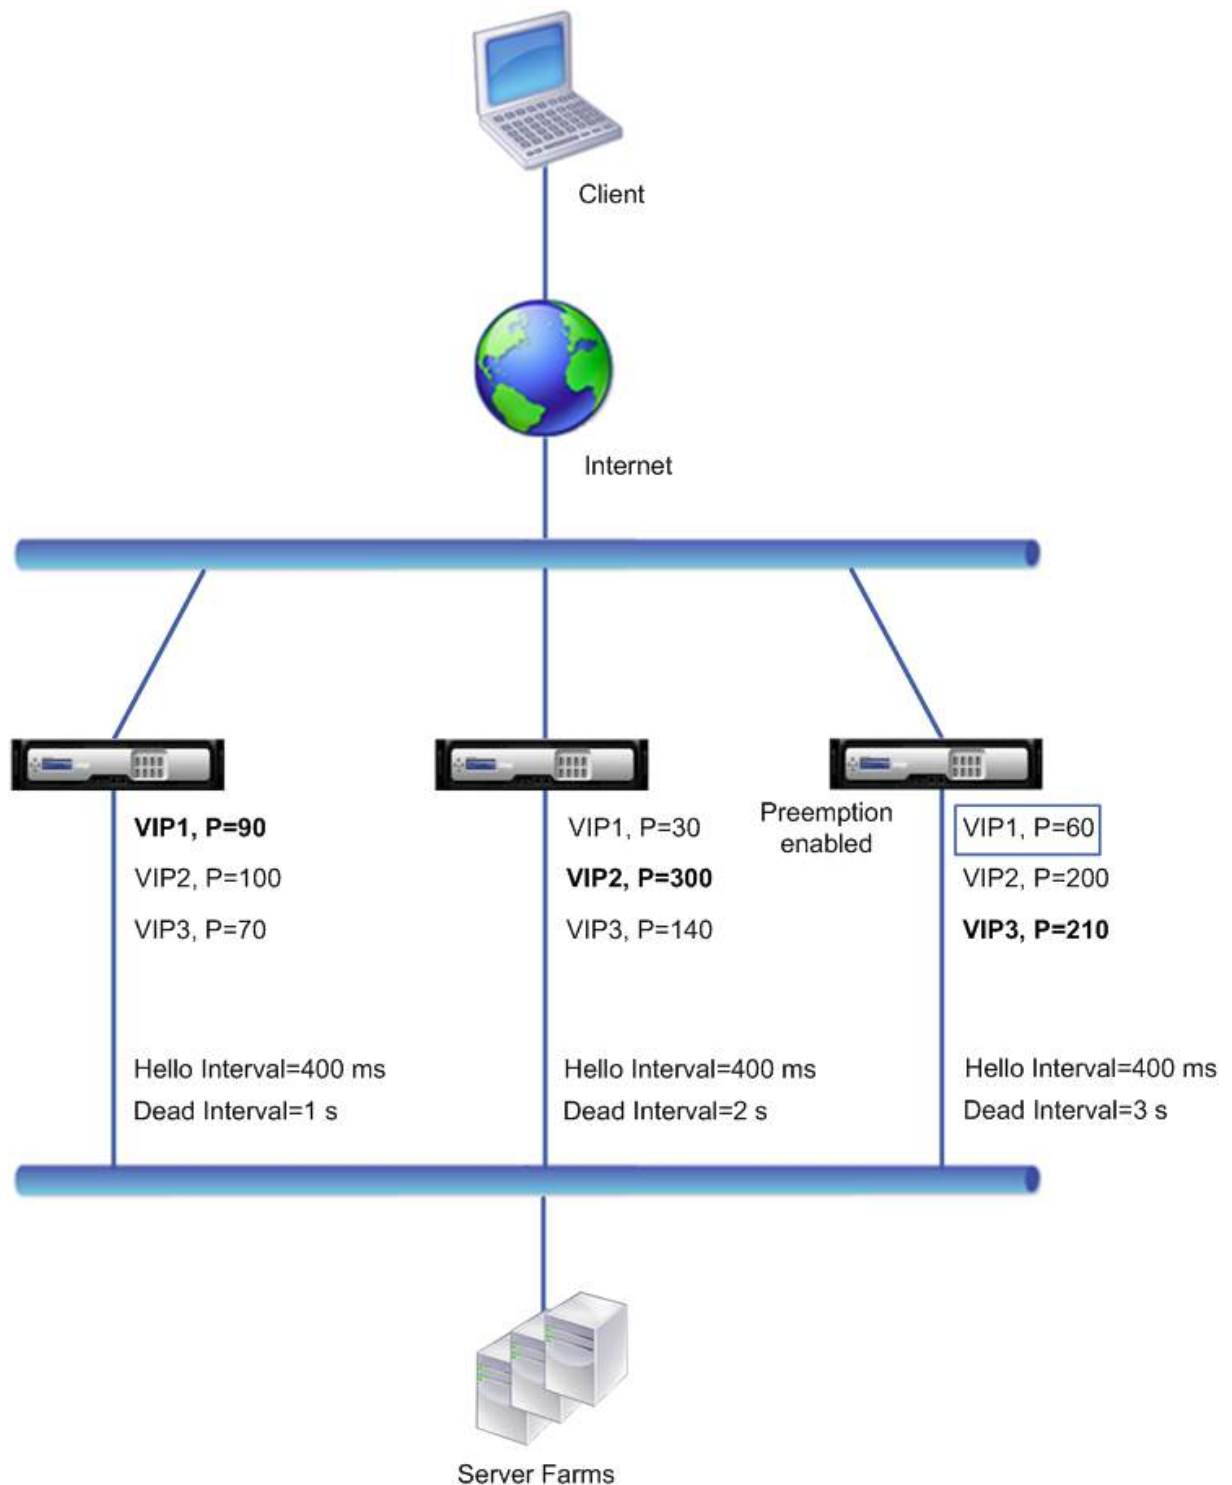 Client
Internet
VIP1, P=90
VIP2, P=100
VIP3, P=70
Hello Interval=400 ms
Dead Interval=1 s
VIP1, P=30
VIP2, P=300
VIP3, P=140
Hello Interval=400 ms
Dead Interval=2 s
Preemption
enabled
VIP1, P=60
VIP2, P=200
VIP3, P=210
Hello Interval=400 ms
Dead Interval=3 s
Server Farms